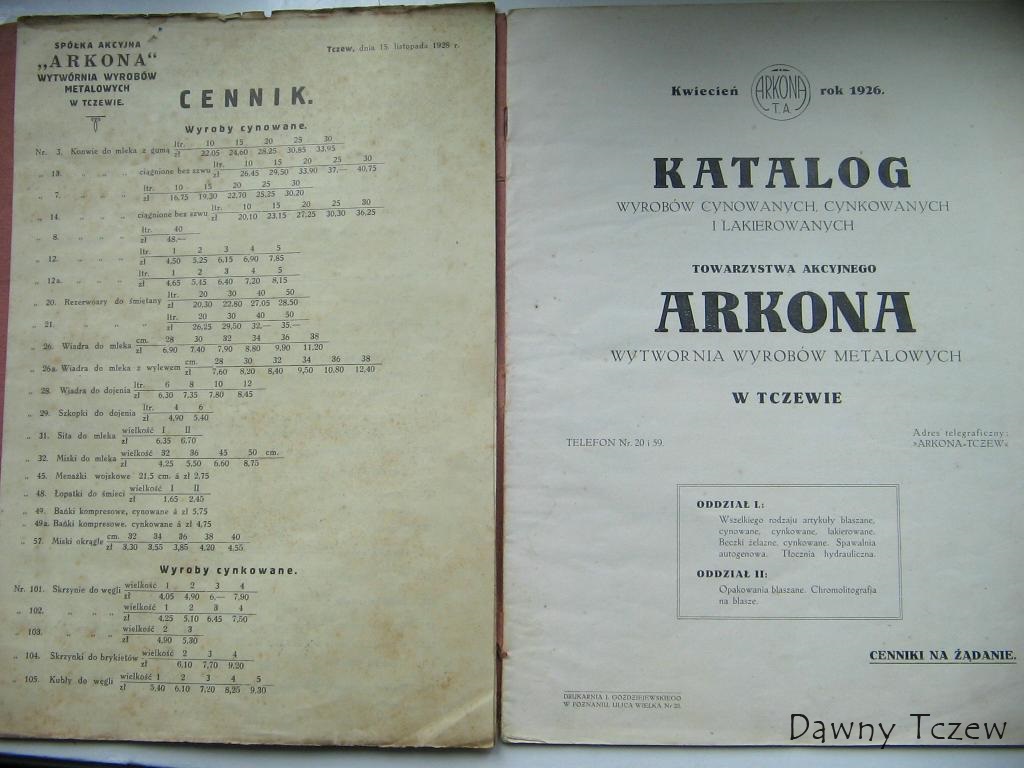 SPÓŁKA AKCYJNA
„ARKONA“
WYTWÓRNIA WYROBÓW
METALOWYCH
W TCZEWIE.
Tczew, dnia 15. listopada 1928 r.
CENNIK.
Wyroby cynowane.
Nr. 3. Konwie do mleka z gumą ltr. 10 15 20 25 30
zł 22,05 24,60 28,25 30,85 33,95
„ 13. „ „ „ ciągnione bez szwu ltr. 10 15 20 25 30
zł 26.45 29,50 33.90 37,— 40,75
„ 7. „ „ „ ltr. 10 15 20 25 30
zł 16,75 19,30 22,70 25.25 30.20
„ 14. „ „ „ ciągnione bez szwu ltr. 10 15 20 25 30
zł 20,10 23,15 27,25 30,30 36,25
„ 8. „ „ „ ltr. 40
zł 48.—
„ 12. „ „ „ ltr. 1 2 3 4 5
zł 4,50 5,25 6,15 6,90 7,85
„ 12a. „ „ „ ltr. 1 2 3 4 5
zł 4,65 5,45 6.40 7,20 8,15
„ 20. Rezerwoary do śmietany ltr. 20 30 40 50
zł 20,30 22.80 27,05 28,50
„ 21. „ „ „ ltr. 20 30 40 50
zł 26,25 29,50 32,— 35.—
„ 26. Wiadra do mleka cm. 28 30 32 34 36 38
zł 6.90 7.40 7,90 8.80 9.90 11,20
„ 26a. Wiadra do mleka z wylewem cm. 28 30 32 34 36 38
zł 7,60 8,20 8,40 9,50 10.80 12,40
„ 28. Wiadra do dojenia ltr. 6 8 10 12
zł 6,30 7,35 7.80 8,45
„ 29. Szkopki do dojenia ltr. 4 6
zł 4,90 5.40
„ 31. Sita do mleka wielkość I II
zł 6.35 6.70
„ 32. Miski do mleka wielkość 32 36 45 50 cm.
zł 4,25 5.50 6.60 8,75
„ 45. Menażki wojskowe 21,5 cm. á zł 2,75
„ 48. Łopatki do śmieci wielkość I II
zł 1,65 2,45
„ 49. Bańki kompresowe, cynowane á zł 5,75
„ 49a. Bańki kompresowe. cynkowane á zł 4,75
„ 57. Miski okrągłe cm. 32 34 36 38 40
zł 3,30 3,55 3,85 4.20 4.55
Wyroby cynkowane.
Nr. 101. Skrzynie do węgli wielkość 1 2 3 4
zł 4,05 4,90 6,— 7,90
„ 102. „ „ „ wielkość 1 2 3 4
zł 4.25 5,10 6.45 7,50
„ 103. „ „ „ wielkość 2 3
zł 4.90 5.30
„ 104. Skrzynki do brykietów wielkość 2 3 4
zł 6,10 7,70 9.20
„ 105. Kubły do węgli wielkość 1 2 3 4 5
zł 5,40 6.10 7,20 8,25 9,30
Kwiecień ARKONA T.A. rok 1926.
KATALOG
WYROBÓW CYNOWANYCH, CYNKOWANYCH
I LAKIEROWANYCH
TOWARZYSTWA AKCYJNEGO
ARKONA
WYTWORNIA WYROBÓW METALOWYCH
W TCZEWIE
TELEFON Nr. 20 i 59.
Adres telegraficzny:
»ARKONA-TCZEW«
ODDZIAŁ I.:
Wszelkiego rodzaju artykuły blaszane,
cynowane, cynkowane, lakierowane.
Beczki żelazne, cynkowane. Spawalnia
autogenowa. Tłocznia hydrauliczna.
ODDZIAŁ II:
Opakowania blaszane. Chromolitografja
na blasze.
CENNIKI NA ŻĄDANIE.
DRUKARNIA J. GOŹDZIEJEWSKIEGO
W POZNANIU, ULICA WIELKA Nr 20.
Dawny Tczew